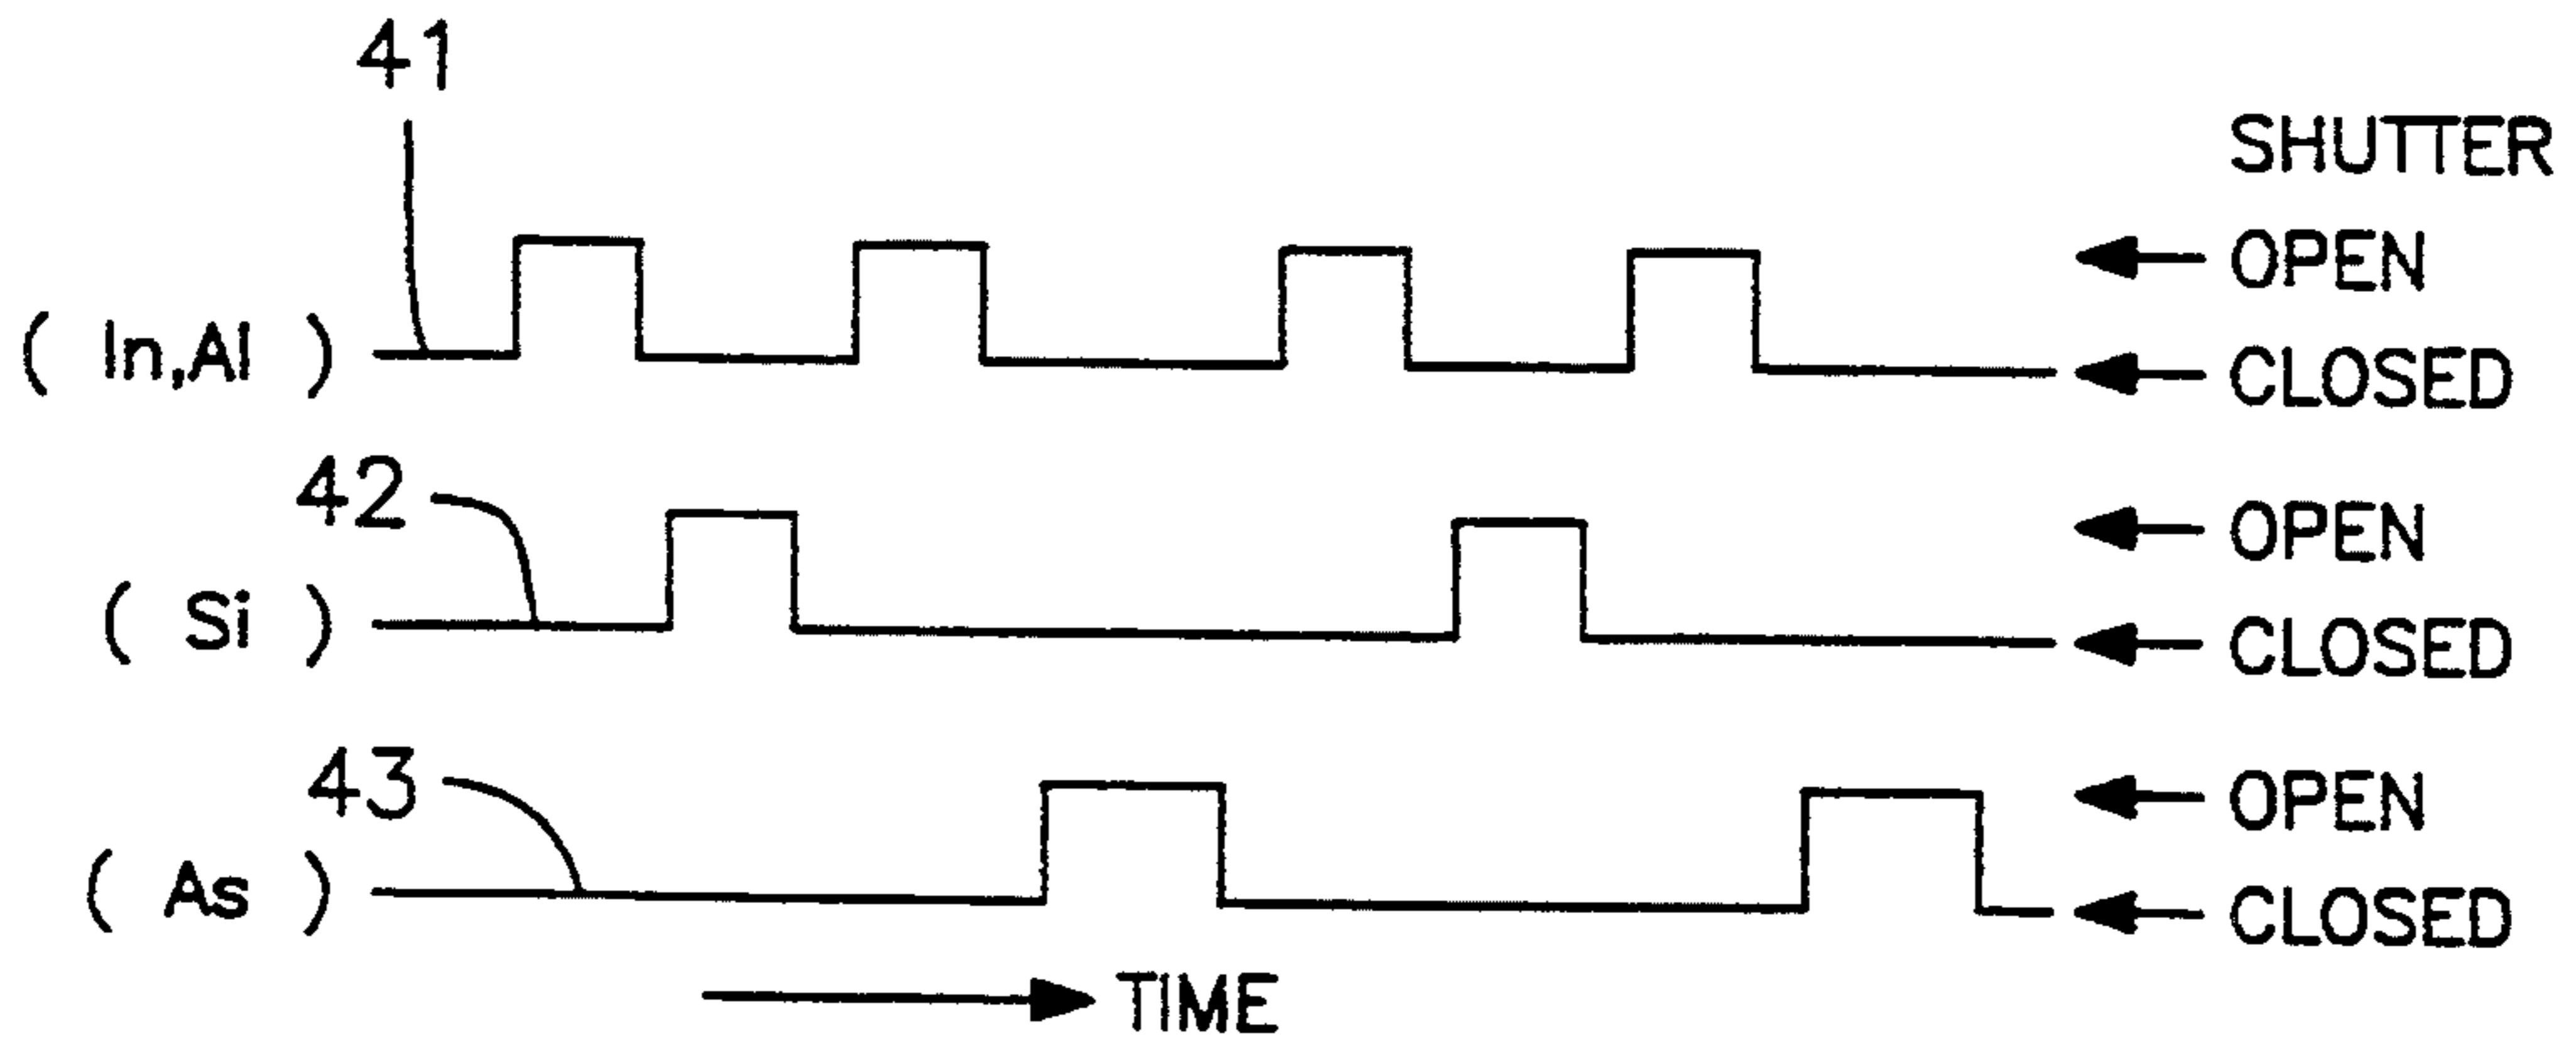 41
SHUTTER
OPEN
( In,Al )
CLOSED
42
OPEN
( Si )
CLOSED
43
OPEN
( As )
CLOSED
TIME